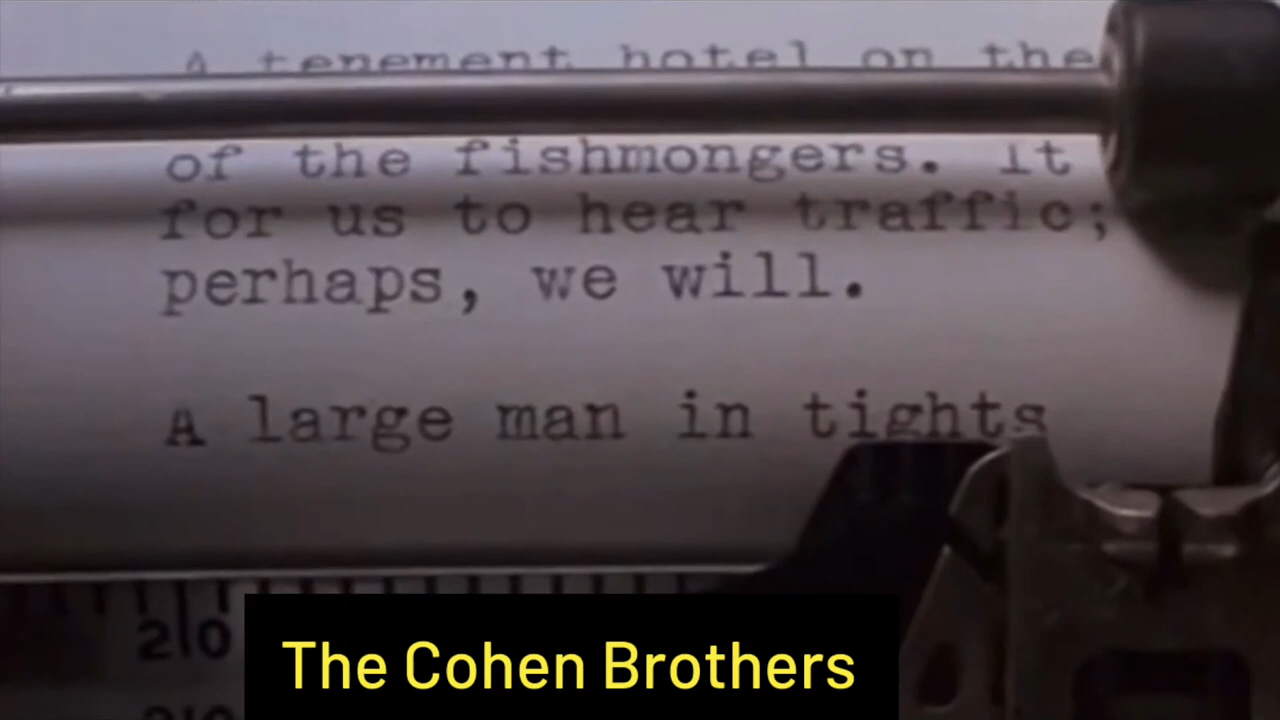 A tenement hotel on the
of the fishmongers. It
for us to hear traffic;
perhaps, we will.
A large man in tights
20
The Cohen Brothers